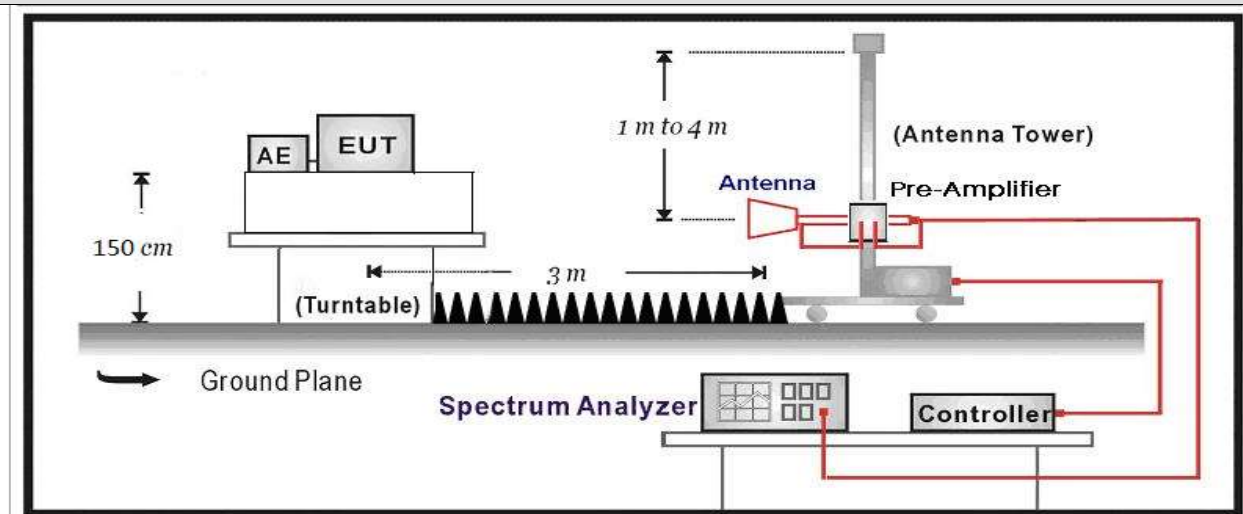 1 m to 4 m
(Antenna Tower)
AE
EUT
Antenna
Pre-Amplifier
150 cm
3 m
(Turntable)
Ground Plane
Spectrum Analyzer
Controller